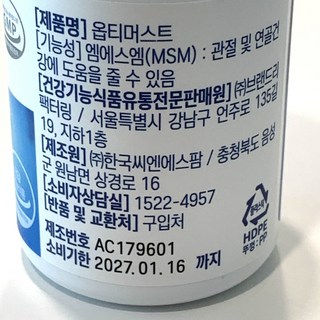 GMP
[제품명] 옵티머스트
[기능성] 엠에스엠(MSM) : 관절 및 연골건
강에 도움을 줄 수 있음
[건강기능식품유통전문판매원] ㈜브랜드리
팩터링 / 서울특별시 강남구 언주로 135길
19, 지하1층
[제조원] ㈜한국씨엔에스팜 / 충청북도 음성
군 원남면 상경로 16
[소비자상담실] 1522-4957
[반품 및 교환처] 구입처
제조번호 AC179601
소비기한 2027.01.16 까지
HDPE
뚜껑: PP